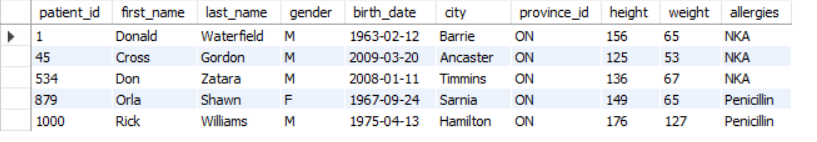 patient_id first_name last_name gender birth_date city province_id height weight allergies
1 Donald Waterfield M 1963-02-12 Barrie ON 156 65 NKA
45 Cross Gordon M 2009-03-20 Ancaster ON 125 53 NKA
534 Don Zatara M 2008-01-11 Timmins ON 136 67 NKA
879 Orla Shawn F 1967-09-24 Sarnia ON 149 65 Penicillin
1000 Rick Williams M 1975-04-13 Hamilton ON 176 127 Penicillin